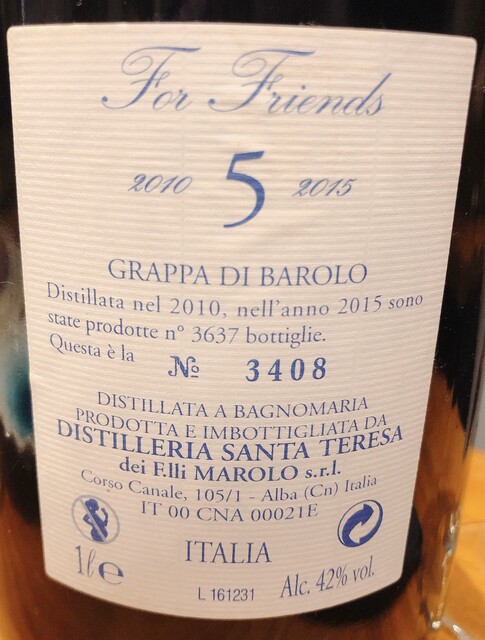 For Friends
2010 5 2015
GRAPPA DI BAROLO
Distillata nel 2010, nell'anno 2015 sono
state prodotte n° 3637 bottiglie.
Questa è la № 3408
DISTILLATA A BAGNOMARIA
PRODOTTA E IMBOTTIGLIATA DA
DISTILLERIA SANTA TERESA
dei F.lli MAROLO s.r.l.
Corso Canale, 105/1 - Alba (Cn) Italia
IT 00 CNA 00021E
ITALIA
1 l e
L 161231
Alc. 42% vol.